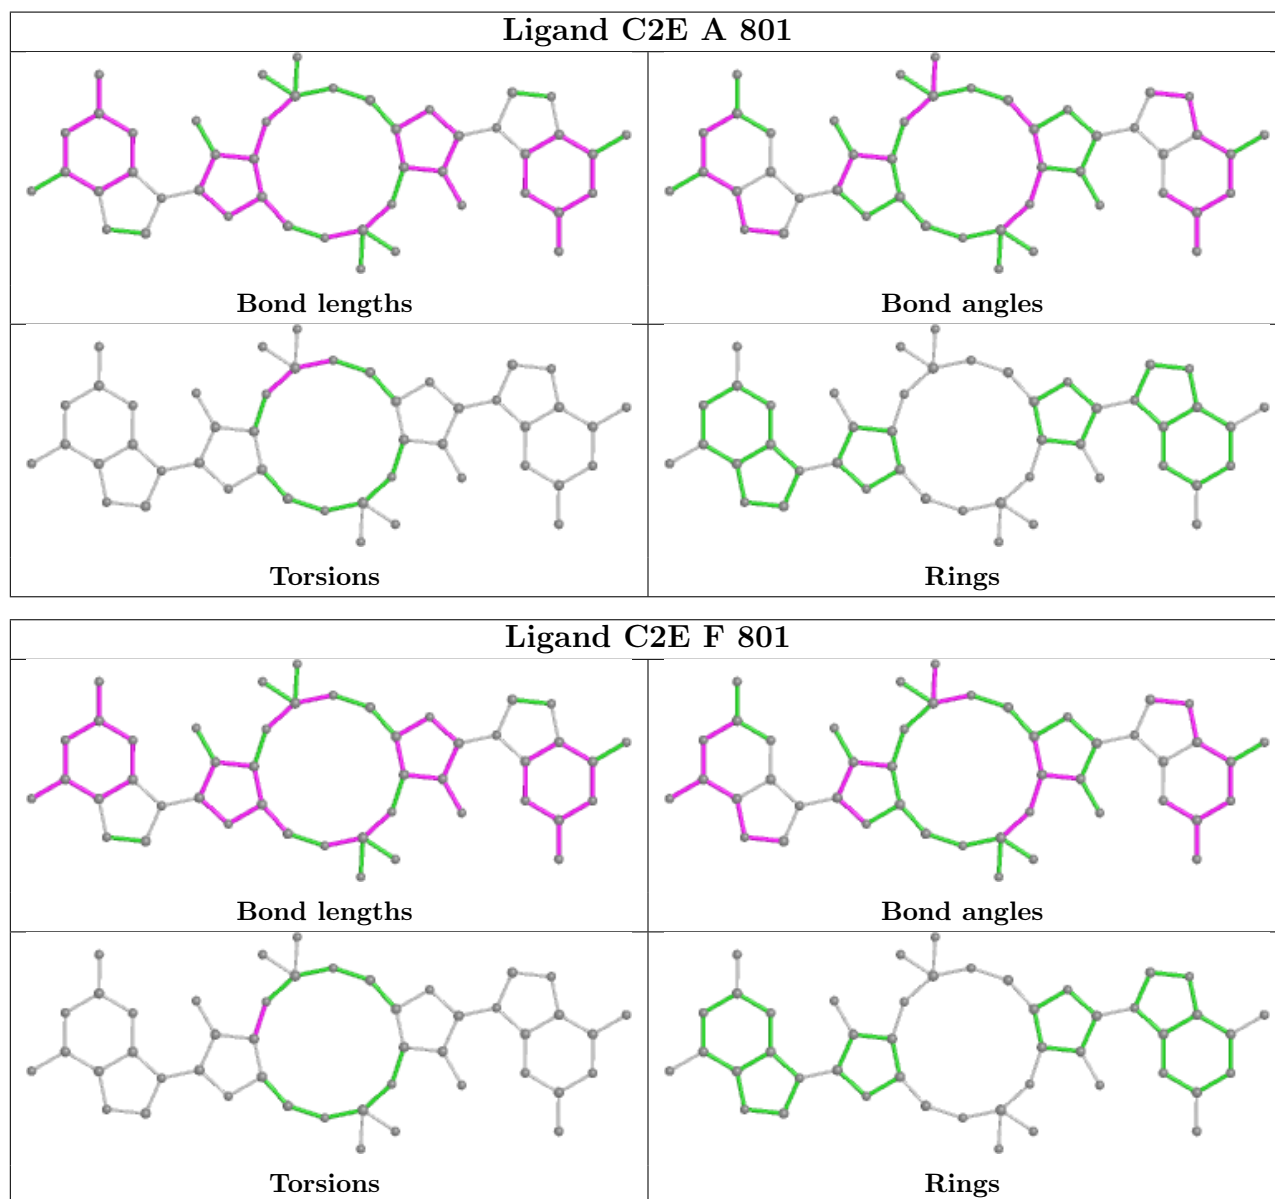 Ligand C2E A 801
Bond lengths
Bond angles
Torsions
Rings
Ligand C2E F 801
Bond lengths
Bond angles
Torsions
Rings